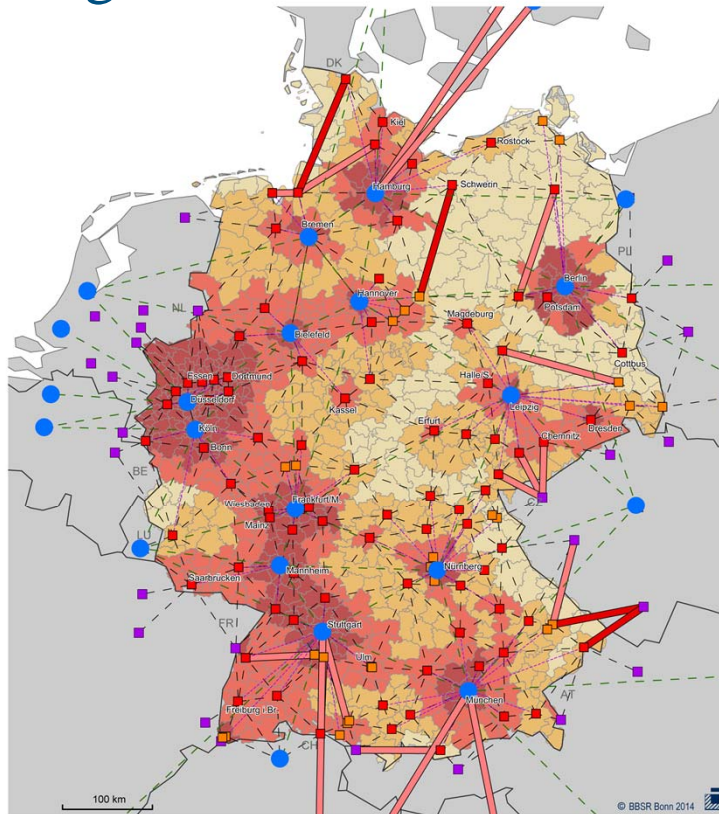 DK
Kiel
Rostock
Hamburg
Schwerin
Bremen
PL
Berlin
Hannover
NL
Potsdam
Magdeburg
Bielefeld
Cottbus
Essen
Dortmund
Halle/S.
Düsseldorf
Leipzig
Kassel
Köln
Erfurt
Dresden
Chemnitz
Bonn
BE
Wiesbaden
Frankfurt/M.
CZ
Mainz
LU
Nürnberg
Mannheim
Saarbrücken
FR
Stuttgart
Ulm
AT
München
Freiburg i.Br.
CH
100 km
© BBSR Bonn 2014